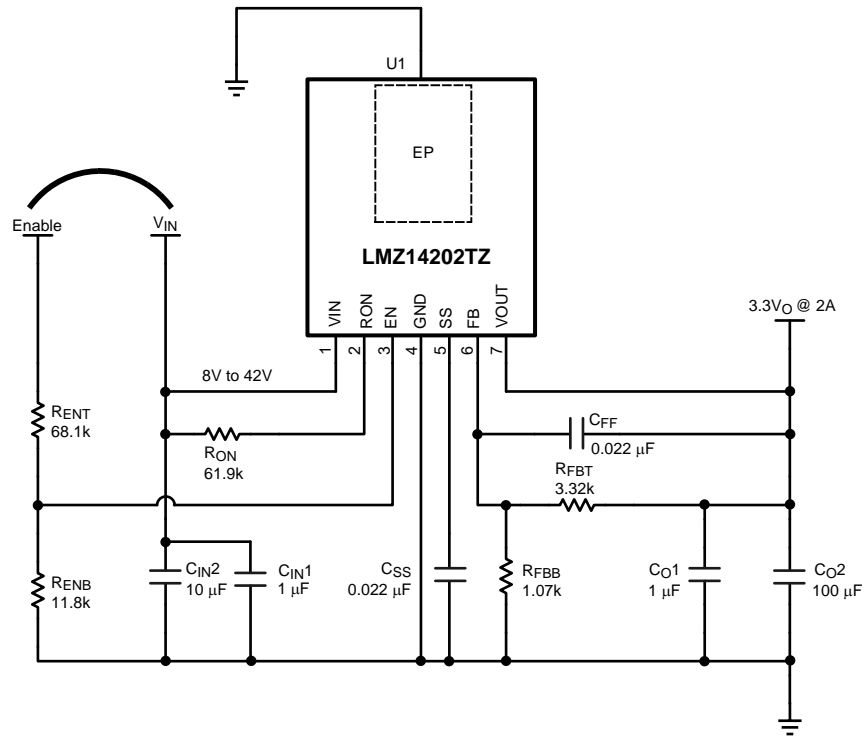 U1
EP
Enable
VIN
LMZ14202TZ
VIN
RON
EN
GND
SS
FB
VOUT
1
2
3
4
5
6
7
3.3VO @ 2A
8V to 42V
RENT
68.1k
RON
61.9k
CFF
0.022 μF
RFBT
3.32k
RENB
11.8k
CIN2
10 μF
CIN1
1 μF
CSS
0.022 μF
RFBB
1.07k
CO1
1 μF
CO2
100 μF